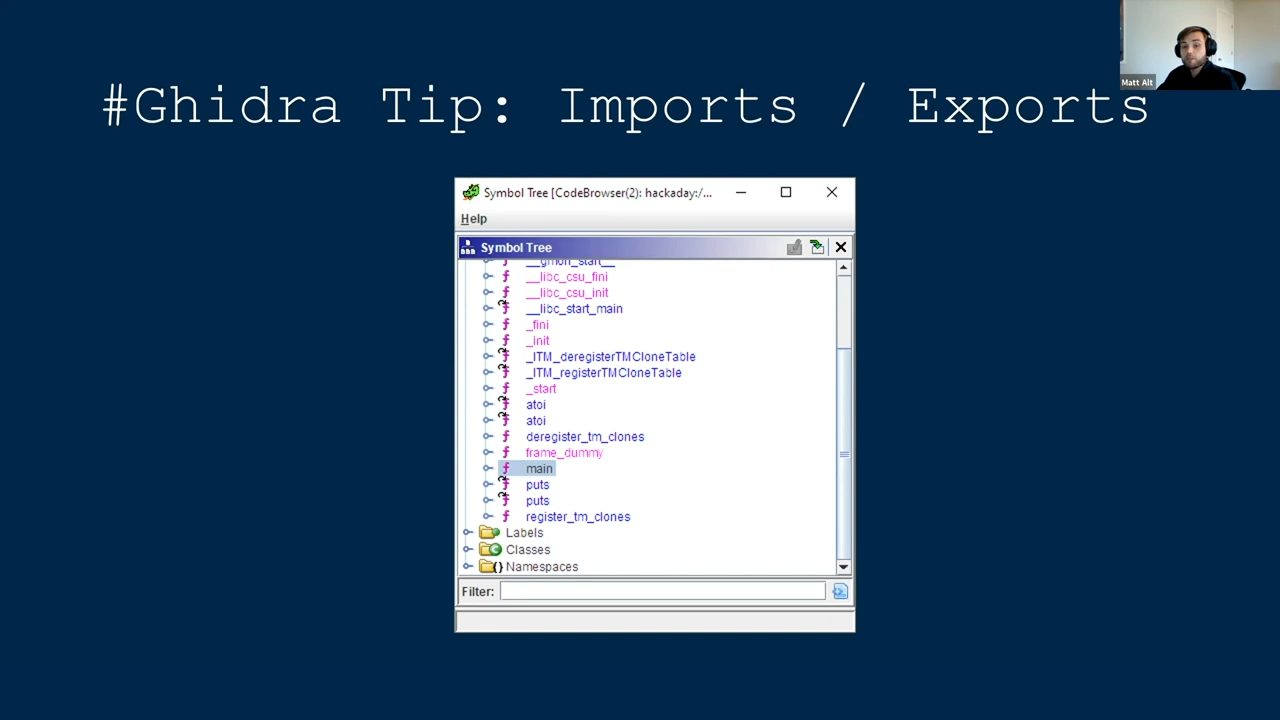 Matt Alt
#Ghidra Tip: Imports / Exports
Symbol Tree [CodeBrowser(2): hackaday:/...
Help
Symbol Tree
__gmon_start__
__libc_csu_fini
__libc_csu_init
__libc_start_main
_fini
_init
_ITM_deregisterTMCloneTable
_ITM_registerTMCloneTable
_start
atoi
atoi
deregister_tm_clones
frame_dummy
main
puts
puts
register_tm_clones
Labels
Classes
Namespaces
Filter: